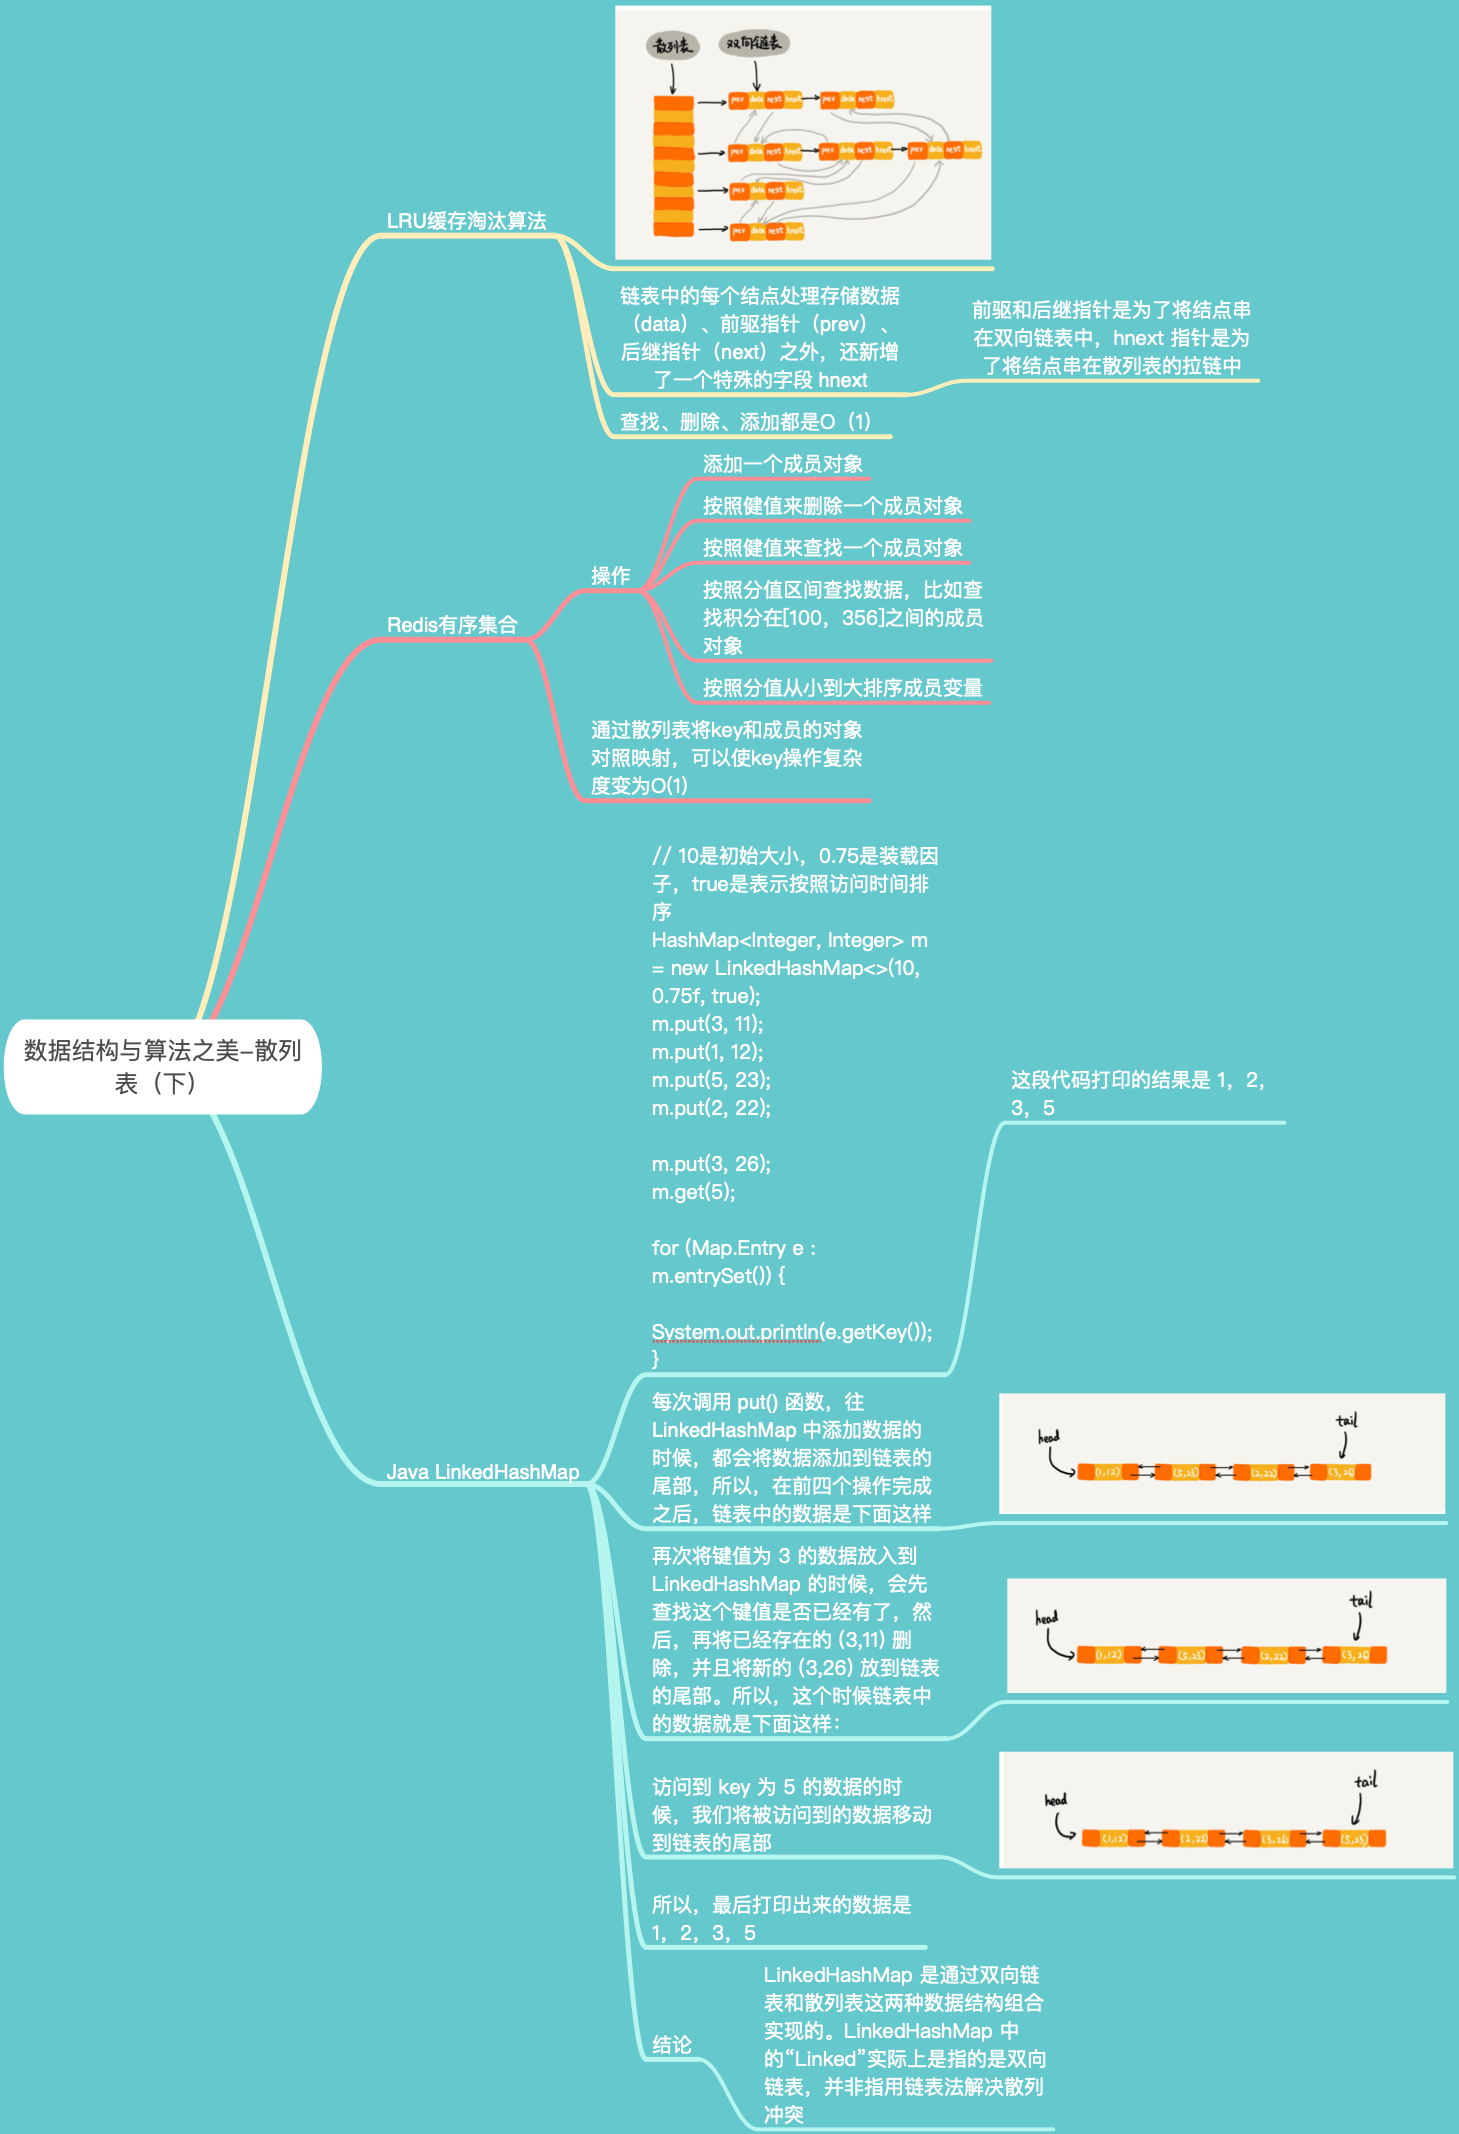 散列表
双向链表
prev data next hnext
prev data next hnext
prev data next hnext
prev data next hnext
prev data next hnext
prev data next hnext
prev data next hnext
LRU缓存淘汰算法
链表中的每个结点处理存储数据
（data）、前驱指针（prev）、
后继指针（next）之外，还新增
了一个特殊的字段 hnext
前驱和后继指针是为了将结点串
在双向链表中，hnext 指针是为
了将结点串在散列表的拉链中
查找、删除、添加都是O（1）
Redis有序集合
操作
添加一个成员对象
按照健值来删除一个成员对象
按照健值来查找一个成员对象
按照分值区间查找数据，比如查
找积分在[100，356]之间的成员
对象
按照分值从小到大排序成员变量
通过散列表将key和成员的对象
对照映射，可以使key操作复杂
度变为O(1)
数据结构与算法之美-散列
表（下）
Java LinkedHashMap
// 10是初始大小，0.75是装载因
子，true是表示按照访问时间排
序
HashMap<Integer, Integer> m
= new LinkedHashMap<>(10,
0.75f, true);
m.put(3, 11);
m.put(1, 12);
m.put(5, 23);
m.put(2, 22);
m.put(3, 26);
m.get(5);
for (Map.Entry e :
m.entrySet()) {
System.out.println(e.getKey());
}
这段代码打印的结果是 1，2，
3，5
每次调用 put() 函数，往
LinkedHashMap 中添加数据的
时候，都会将数据添加到链表的
尾部，所以，在前四个操作完成
之后，链表中的数据是下面这样
head
tail
(1,12) (5,23) (2,22) (3,26)
再次将键值为 3 的数据放入到
LinkedHashMap 的时候，会先
查找这个键值是否已经有了，然
后，再将已经存在的 (3,11) 删
除，并且将新的 (3,26) 放到链表
的尾部。所以，这个时候链表中
的数据就是下面这样：
head
tail
(1,12) (5,23) (2,22) (3,26)
访问到 key 为 5 的数据的时
候，我们将被访问到的数据移动
到链表的尾部
head
tail
(1,12) (2,22) (3,26) (5,23)
所以，最后打印出来的数据是
1，2，3，5
结论
LinkedHashMap 是通过双向链
表和散列表这两种数据结构组合
实现的。LinkedHashMap 中
的“Linked”实际上是指的是双向
链表，并非指用链表法解决散列
冲突